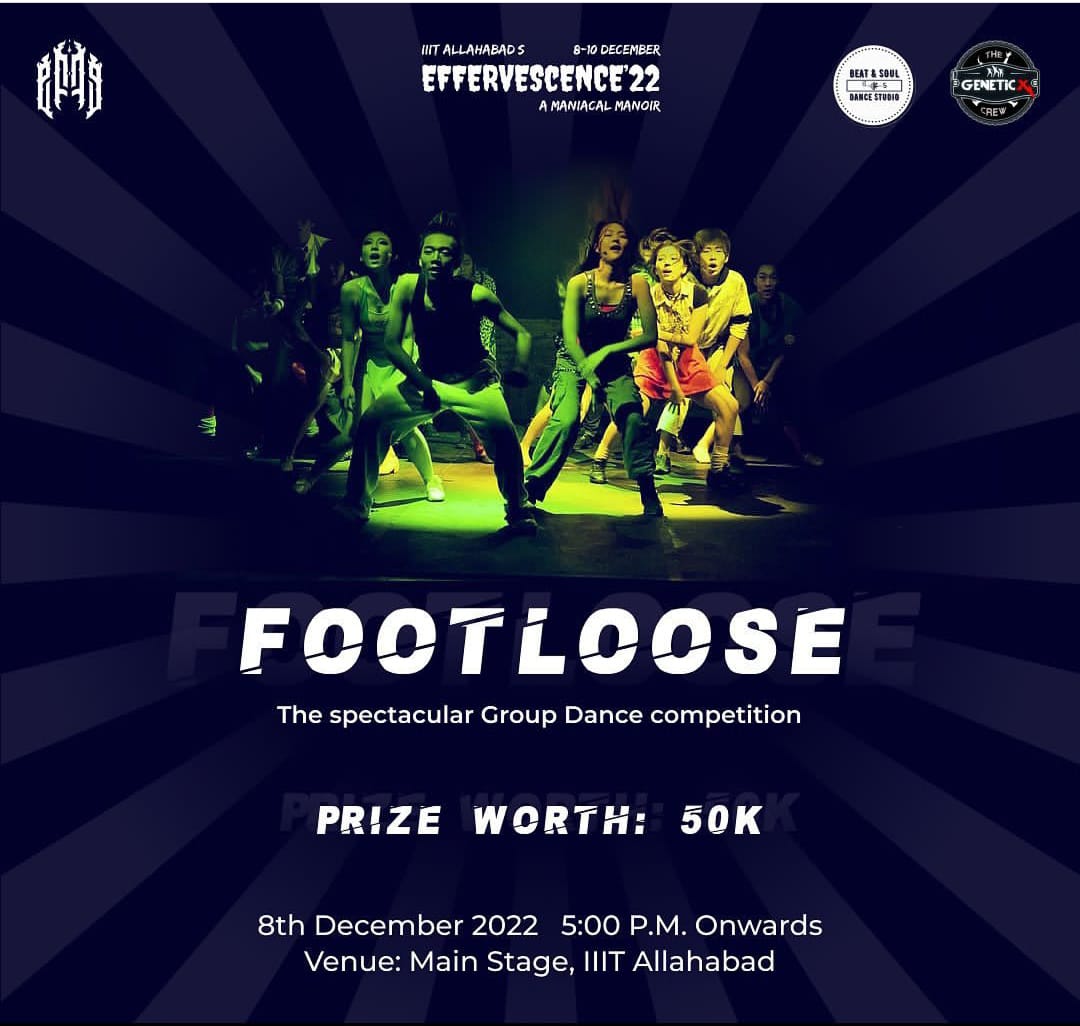 IIIT ALLAHABAD S 8-10 DECEMBER
EFFERVESCENCE'22
A MANIACAL MANOIR
BEAT & SOUL
DANCE STUDIO
THE
GENETIC X
CREW
FOOTLOOSE
The spectacular Group Dance competition
PRIZE WORTH: 50K
8th December 2022 5:00 P.M. Onwards
Venue: Main Stage, IIIT Allahabad